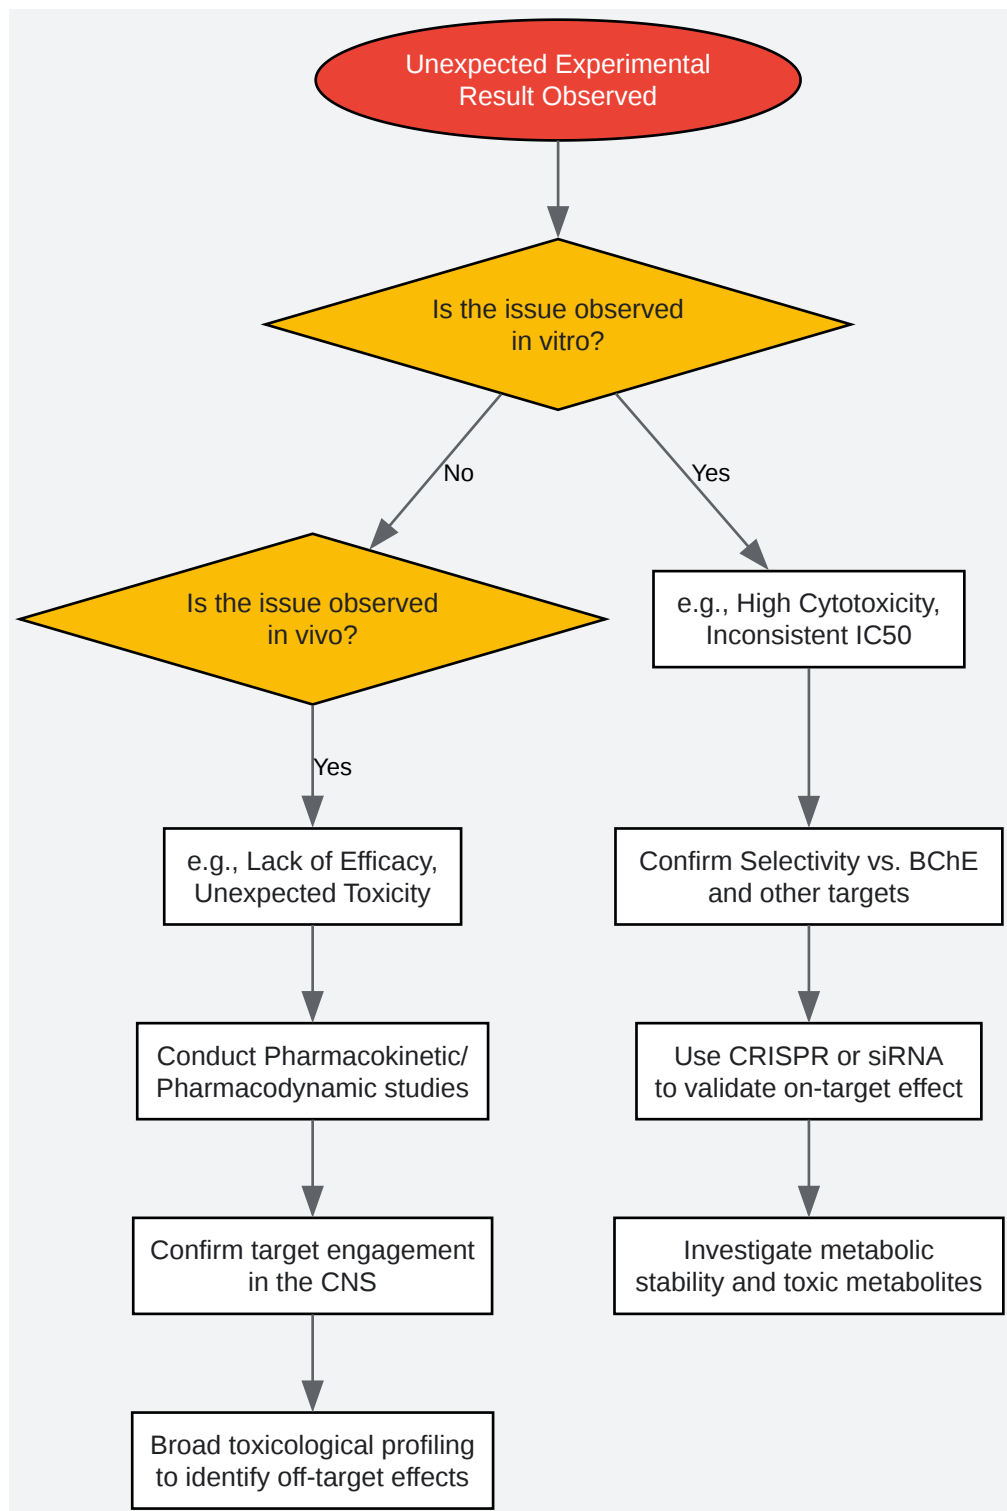 Unexpected Experimental
Result Observed
Is the issue observed
in vitro?
No
Yes
Is the issue observed
in vivo?
e.g., High Cytotoxicity,
Inconsistent IC50
Yes
e.g., Lack of Efficacy,
Unexpected Toxicity
Confirm Selectivity vs. BChE
and other targets
Conduct Pharmacokinetic/
Pharmacodynamic studies
Use CRISPR or siRNA
to validate on-target effect
Confirm target engagement
in the CNS
Investigate metabolic
stability and toxic metabolites
Broad toxicological profiling
to identify off-target effects